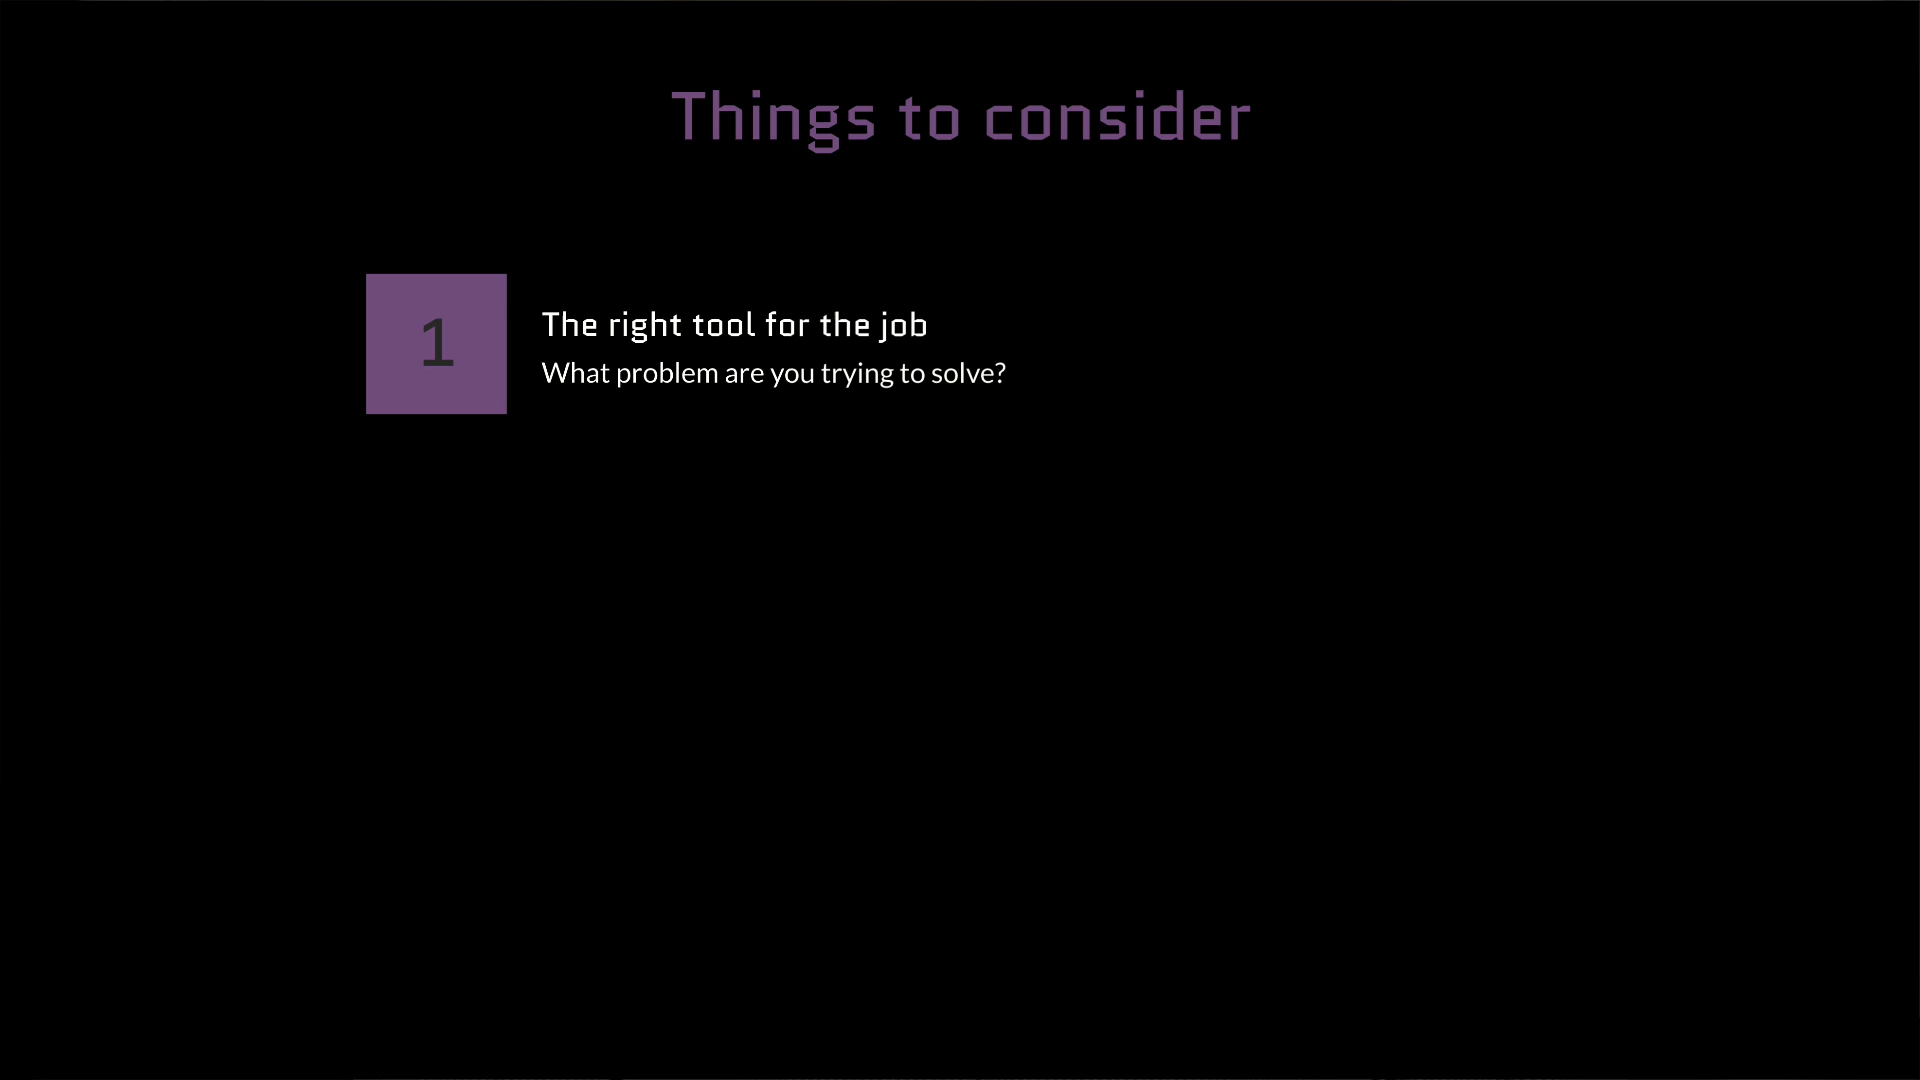 Things to consider
1
The right tool for the job
What problem are you trying to solve?